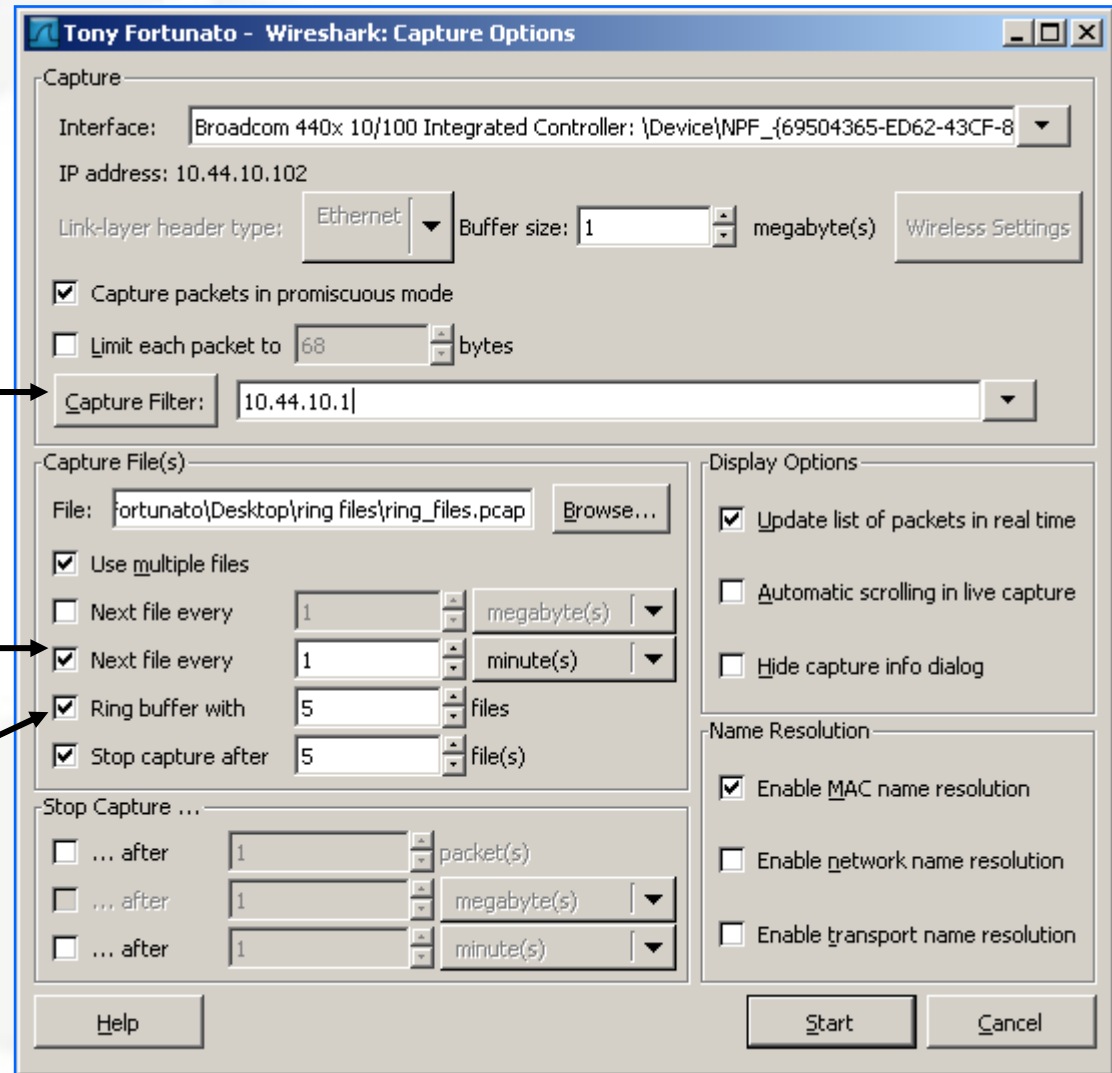 Tony Fortunato - Wireshark: Capture Options
Capture
Interface: Broadcom 440x 10/100 Integrated Controller: \Device\NPF_{69504365-ED62-43CF-8
IP address: 10.44.10.102
Link-layer header type: Ethernet Buffer size: 1 megabyte(s) Wireless Settings
Capture packets in promiscuous mode
Limit each packet to 68 bytes
Capture Filter: 10.44.10.1
Capture File(s)
File: fortunato\Desktop\ring files\ring_files.pcap Browse...
Use multiple files
Next file every 1 megabyte(s)
Next file every 1 minute(s)
Ring buffer with 5 files
Stop capture after 5 file(s)
Stop Capture ...
... after 1 packet(s)
... after 1 megabyte(s)
... after 1 minute(s)
Display Options
Update list of packets in real time
Automatic scrolling in live capture
Hide capture info dialog
Name Resolution
Enable MAC name resolution
Enable network name resolution
Enable transport name resolution
Help Start Cancel